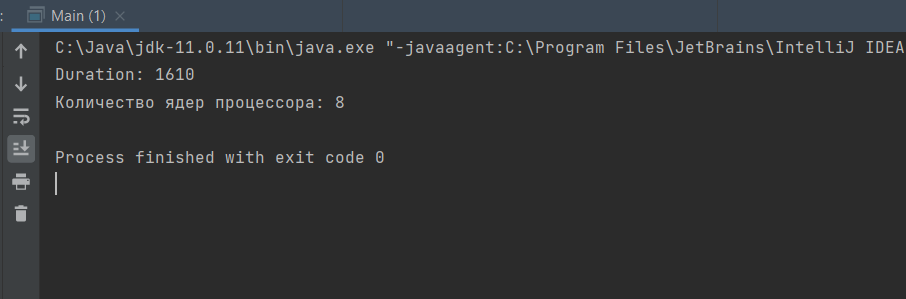 :
Main (1)
C:\Java\jdk-11.0.11\bin\java.exe "-javaagent:C:\Program Files\JetBrains\IntelliJ IDEA
Duration: 1610
Количество ядер процессора: 8
Process finished with exit code 0